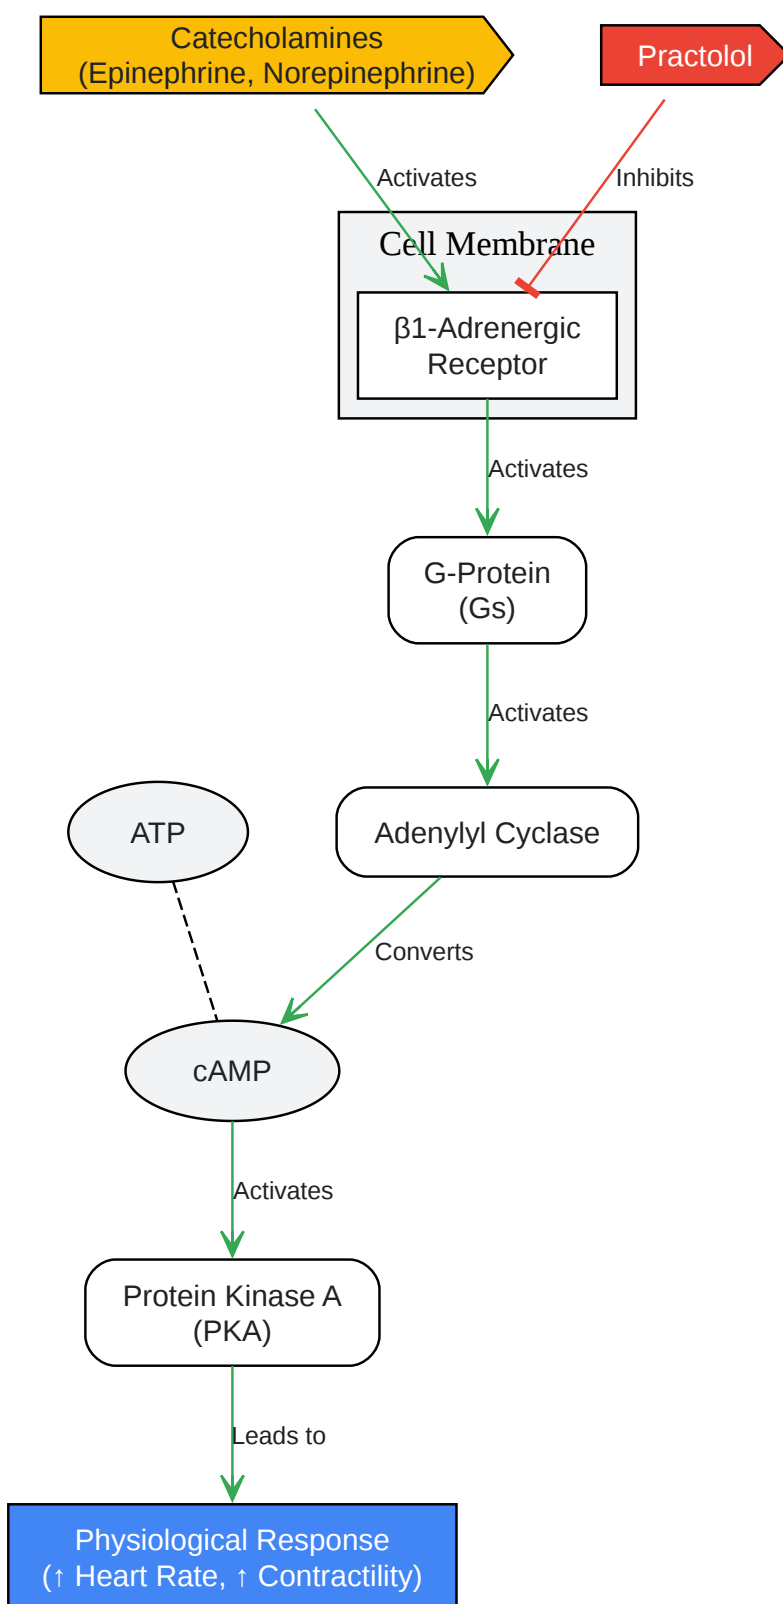 Catecholamines
(Epinephrine, Norepinephrine)
Practolol
Activates
Inhibits
Cell Membrane
β1-Adrenergic
Receptor
Activates
G-Protein
(Gs)
Activates
ATP
Adenylyl Cyclase
Converts
cAMP
Activates
Protein Kinase A
(PKA)
Leads to
Physiological Response
(↑ Heart Rate, ↑ Contractility)